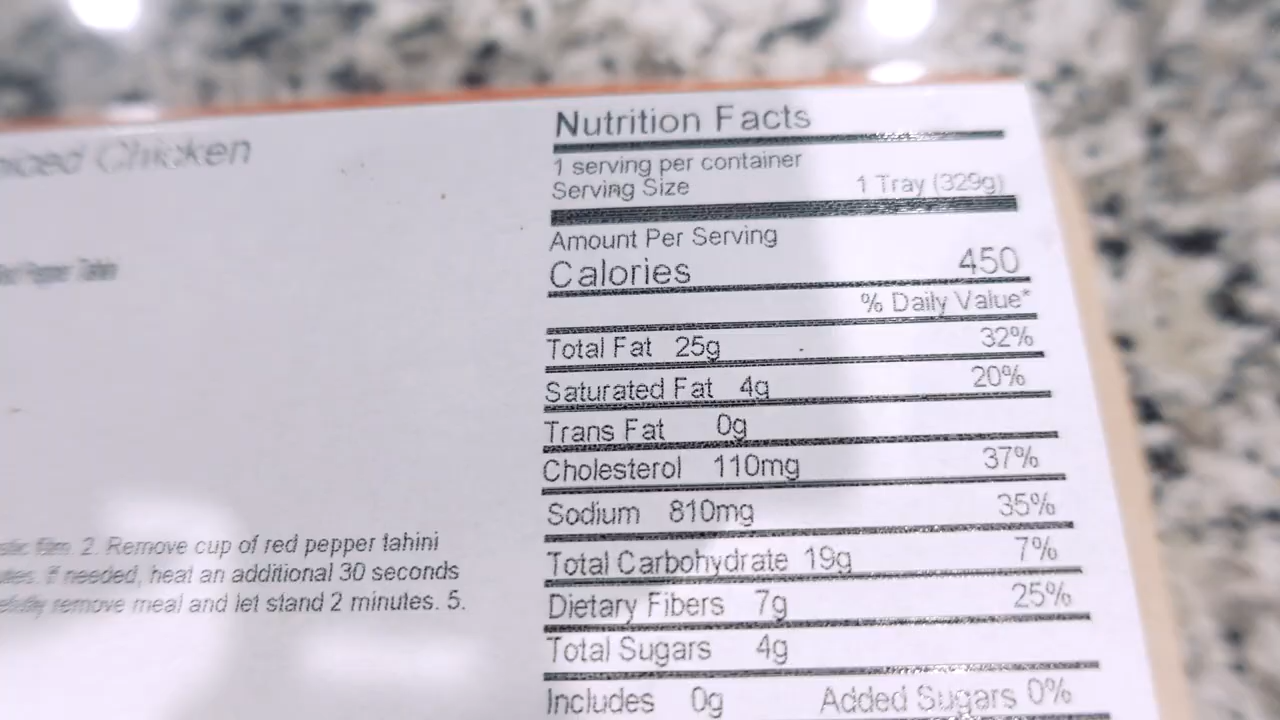 Chicken
Nutrition Facts
1 serving per container
Serving Size 1 Tray (329g)
Amount Per Serving
Calories 450
% Daily Value*
Total Fat 25g 32%
Saturated Fat 4g 20%
Trans Fat 0g
Cholesterol 110mg 37%
Sodium 810mg 35%
Total Carbohydrate 19g 7%
Dietary Fibers 7g 25%
Total Sugars 4g
Includes 0g Added Sugars 0%
Pepper
film 2. Remove cup of red pepper tahini
if needed, heat an additional 30 seconds
remove meal and let stand 2 minutes. 5.